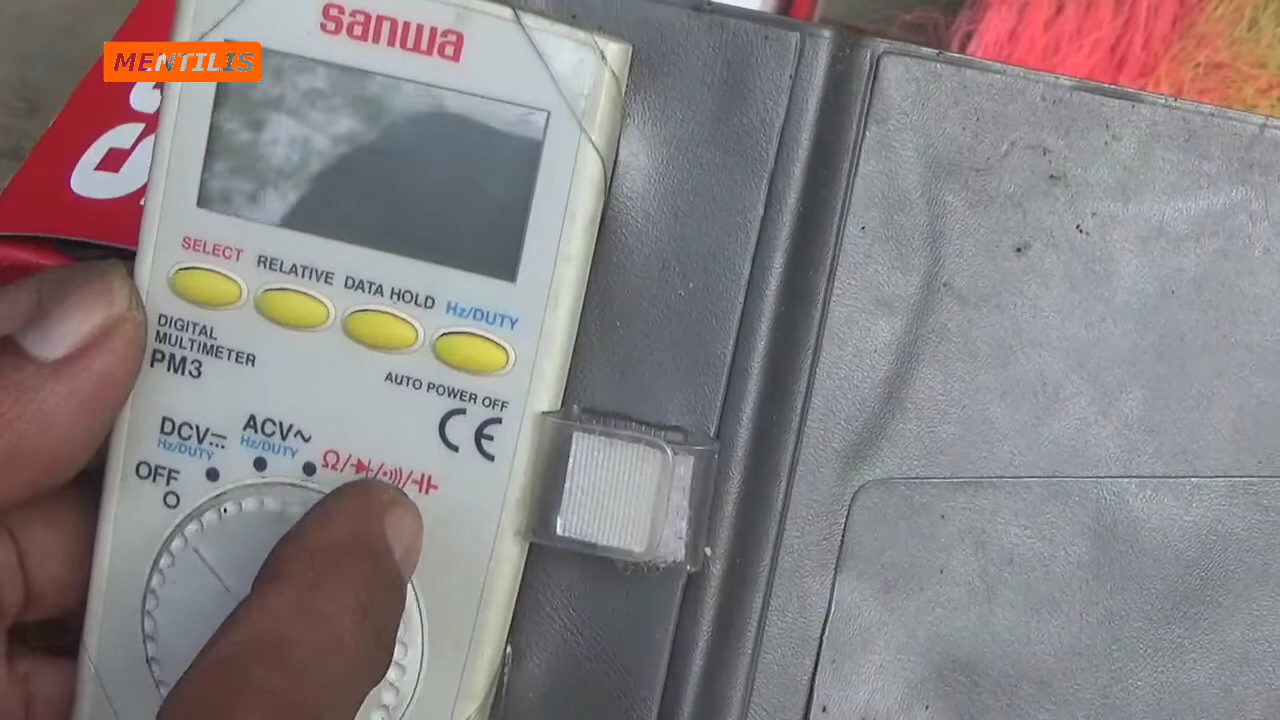 sanwa
MENTILIS
SELECT RELATIVE DATA HOLD Hz/DUTY
DIGITAL
MULTIMETER
PM3
AUTO POWER OFF
CE
DCV⎓ ACV~ Ω/⯈/•)))/⊣⊢
Hz/DUTY Hz/DUTY
OFF